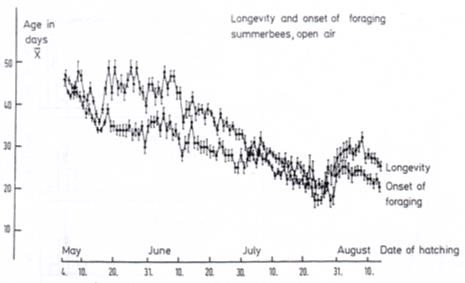 Age in
days
X̅
Longevity and onset of foraging
summerbees, open air
50
40
30
20
10
Longevity
Onset of
foraging
May
June
July
August
Date of hatching
4. 10. 20. 31. 10. 20. 30. 10. 20. 31. 10.